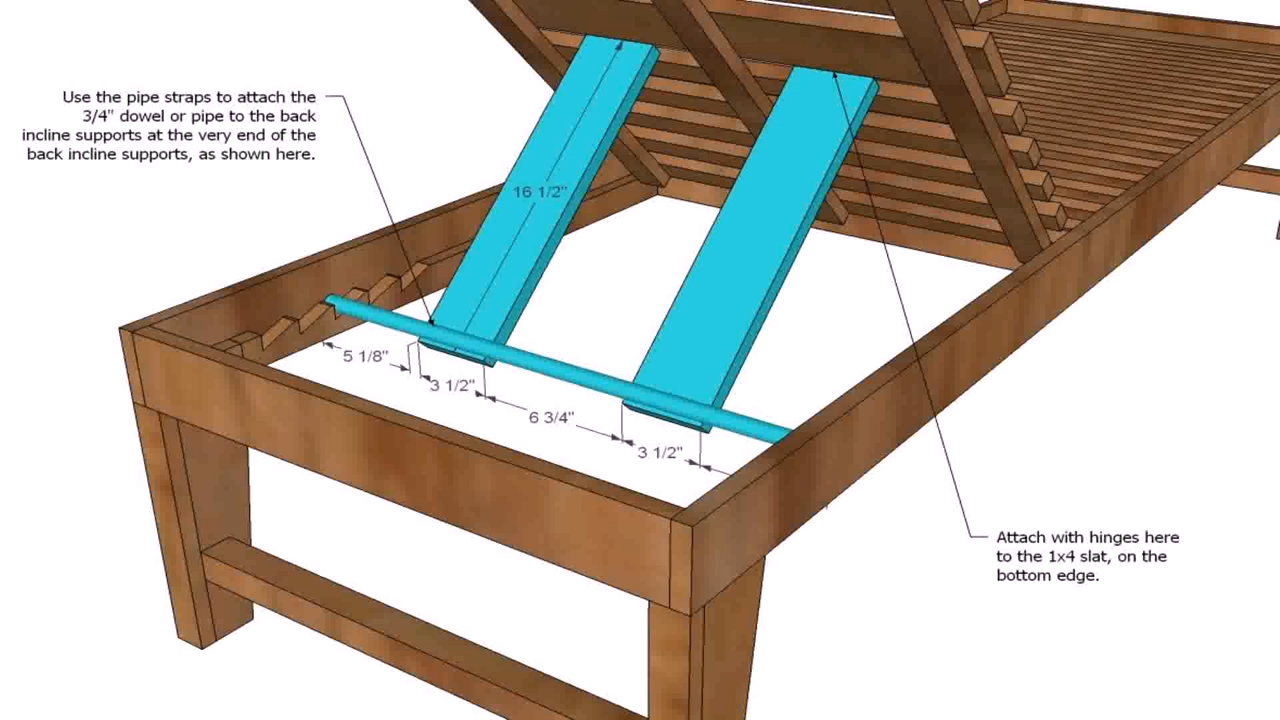 Use the pipe straps to attach the
3/4" dowel or pipe to the back
incline supports at the very end of the
back incline supports, as shown here.
16 1/2"
5 1/8"
3 1/2"
6 3/4"
3 1/2"
Attach with hinges here
to the 1x4 slat, on the
bottom edge.